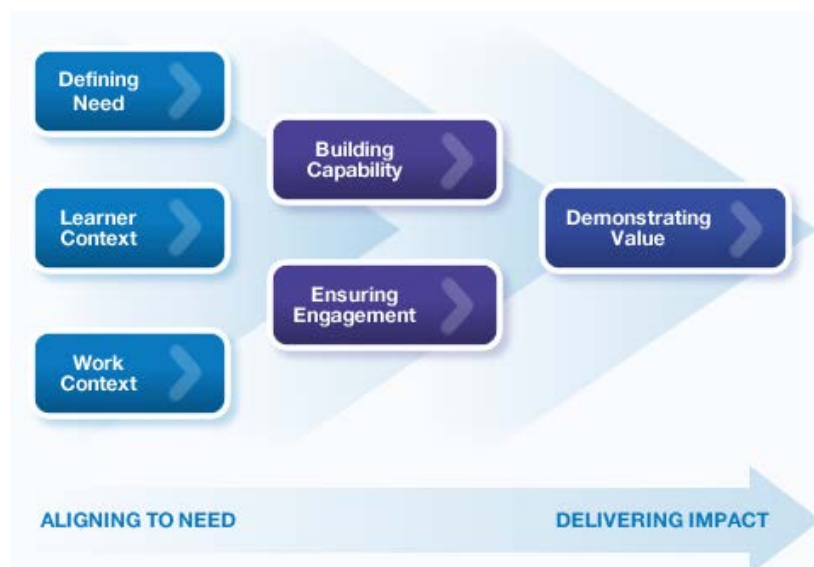 Defining
Need
Learner
Context
Work
Context
Building
Capability
Ensuring
Engagement
Demonstrating
Value
ALIGNING TO NEED
DELIVERING IMPACT